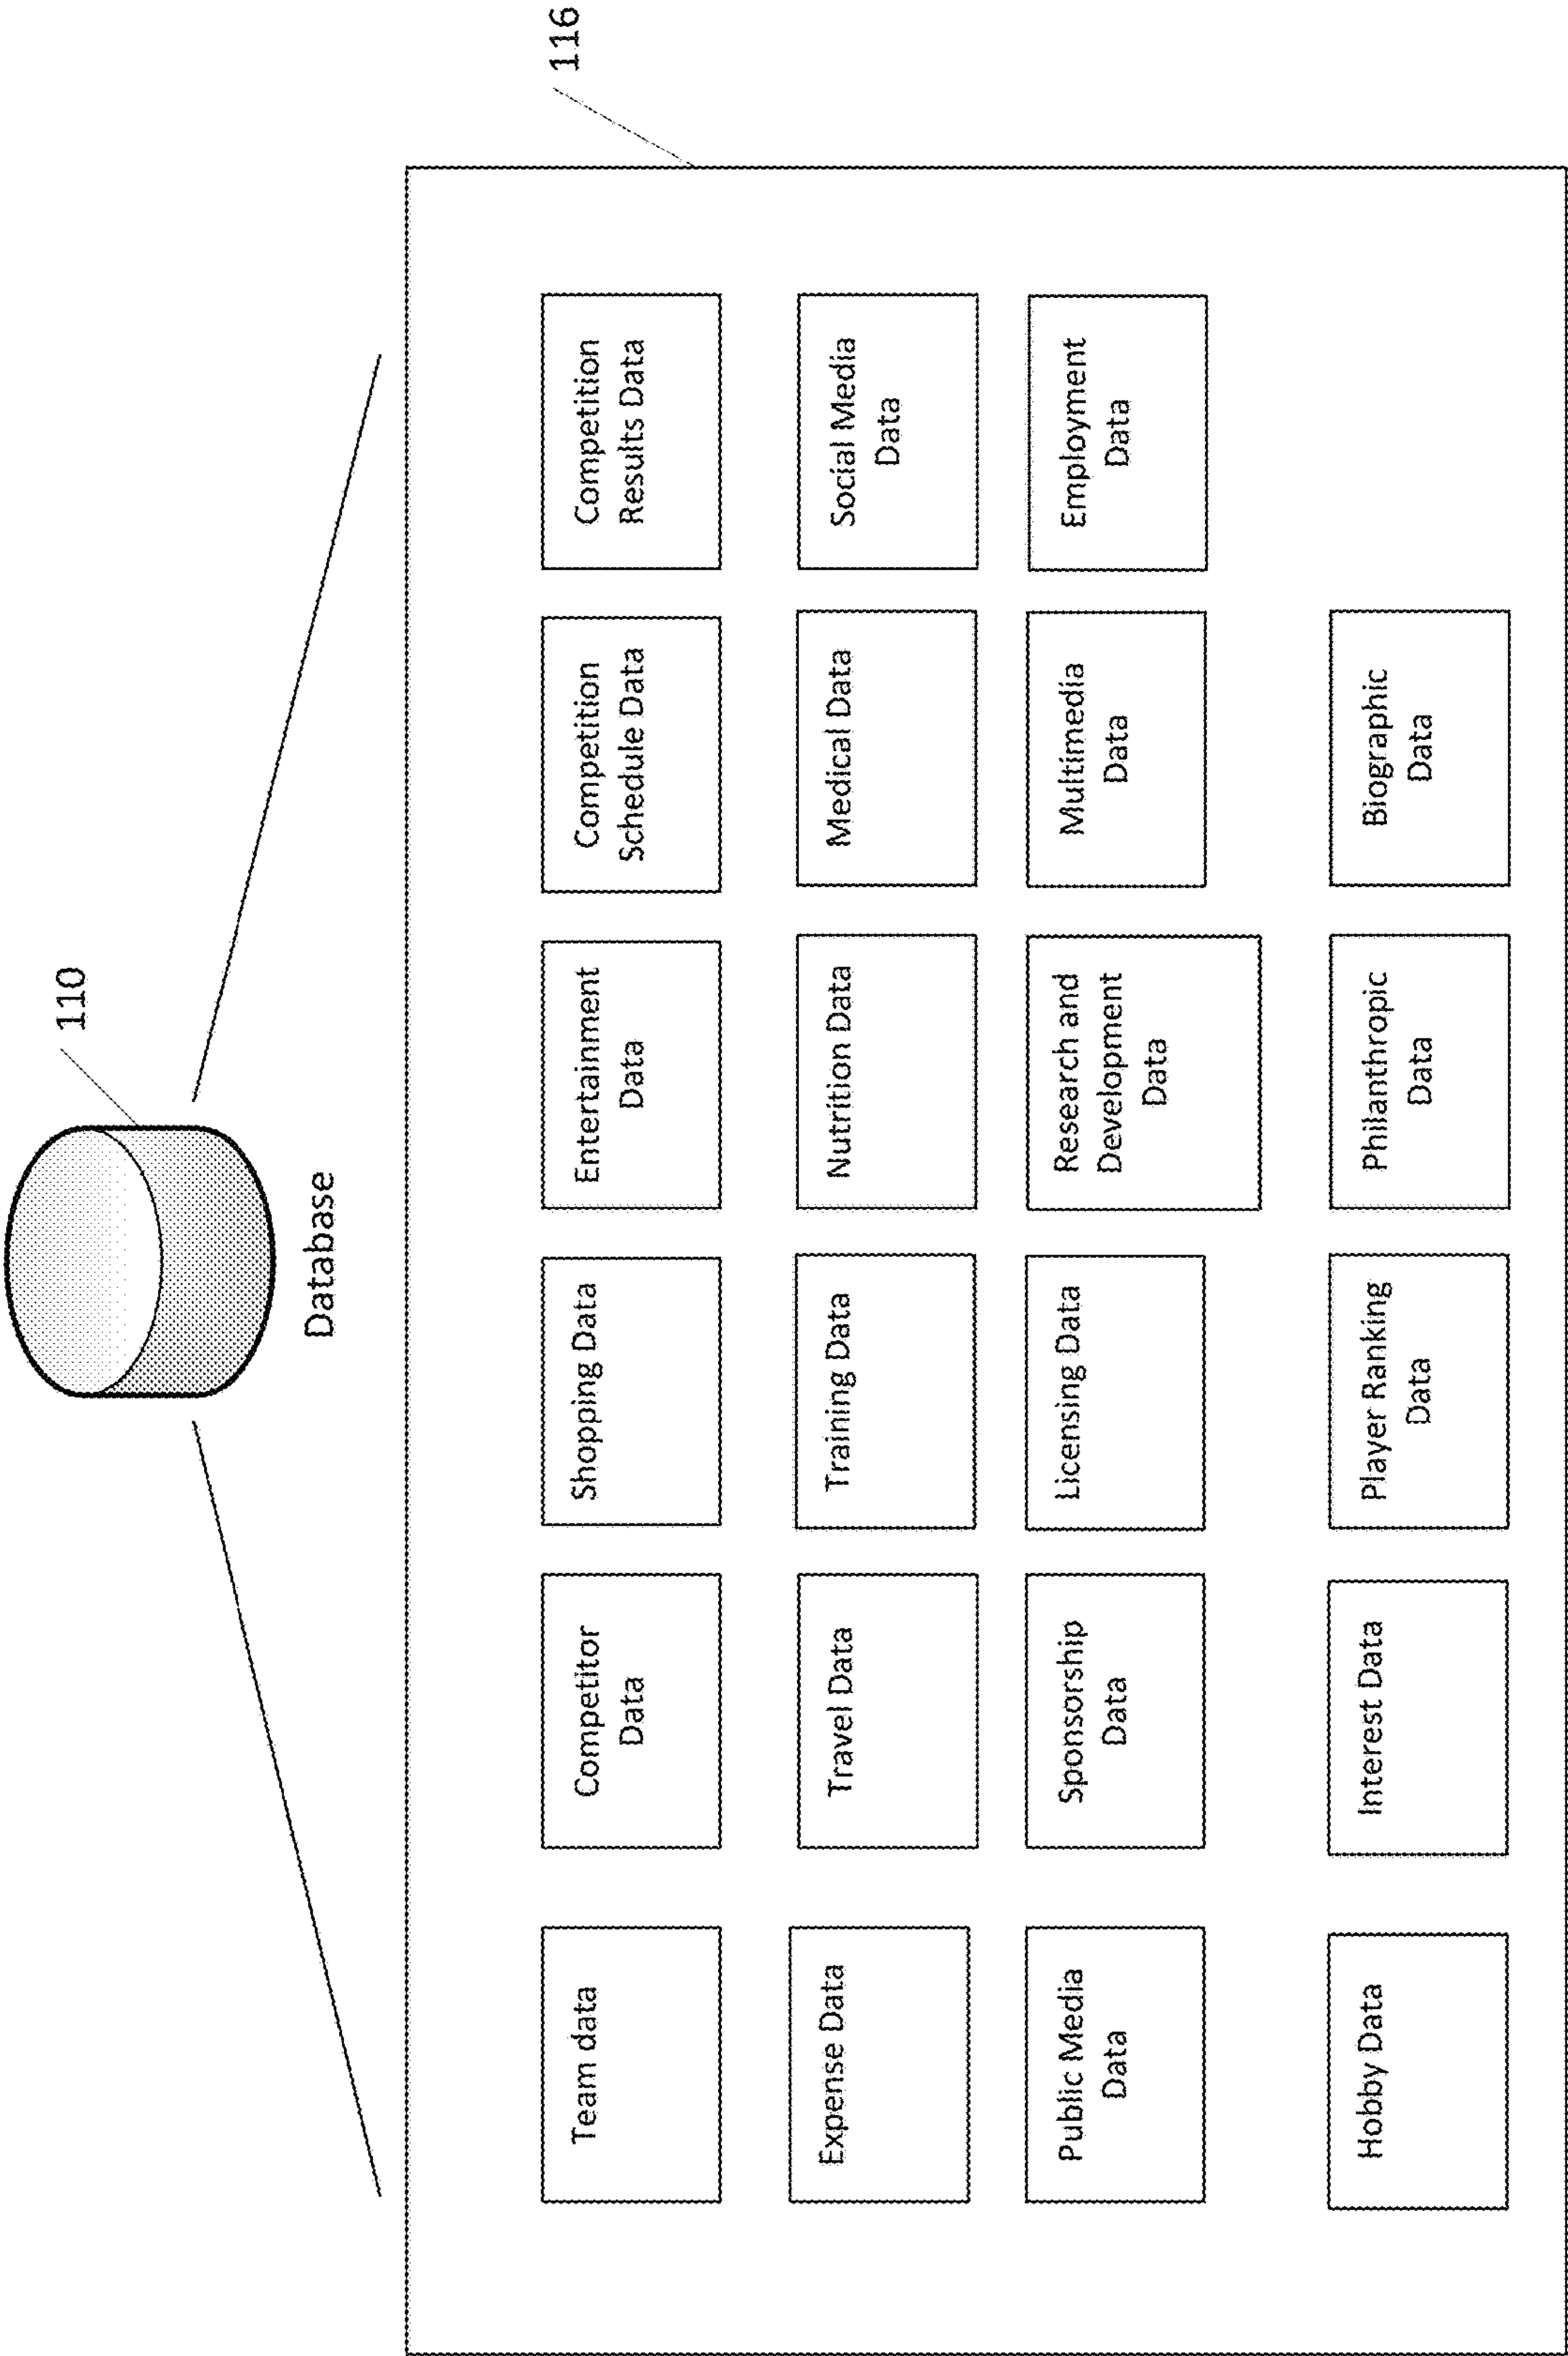 110
Database
116
Team data
Competitor
Data
Shopping Data
Entertainment
Data
Competition
Schedule Data
Competition
Results Data
Expense Data
Travel Data
Training Data
Nutrition Data
Medical Data
Social Media
Data
Public Media
Data
Sponsorship
Data
Licensing Data
Research and
Development
Data
Multimedia
Data
Employment
Data
Hobby Data
Interest Data
Player Ranking
Data
Philanthropic
Data
Biographic
Data